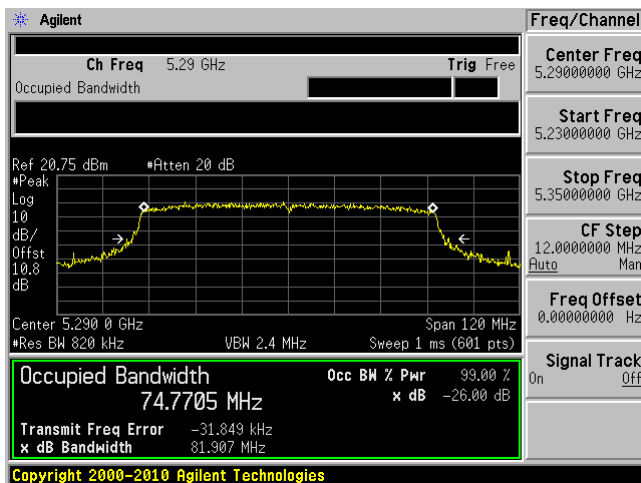 Agilent
Freq/Channel
Ch Freq 5.29 GHz Trig Free
Occupied Bandwidth
Center Freq
5.29000000 GHz
Start Freq
5.23000000 GHz
Stop Freq
5.35000000 GHz
CF Step
12.0000000 MHz
Auto Man
Freq Offset
0.00000000 Hz
Signal Track
On Off
Ref 20.75 dBm #Atten 20 dB
#Peak
Log
10
dB/
Offst
10.8
dB
Center 5.290 0 GHz Span 120 MHz
#Res BW 820 kHz VBW 2.4 MHz Sweep 1 ms (601 pts)
Occupied Bandwidth Occ BW % Pwr 99.00 %
74.7705 MHz x dB -26.00 dB
Transmit Freq Error -31.849 kHz
x dB Bandwidth 81.907 MHz
Copyright 2000-2010 Agilent Technologies